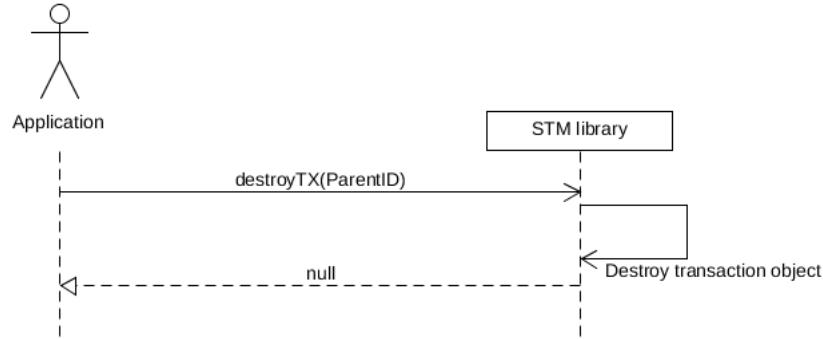 Application
STM library
destroyTX(ParentID)
Destroy transaction object
null